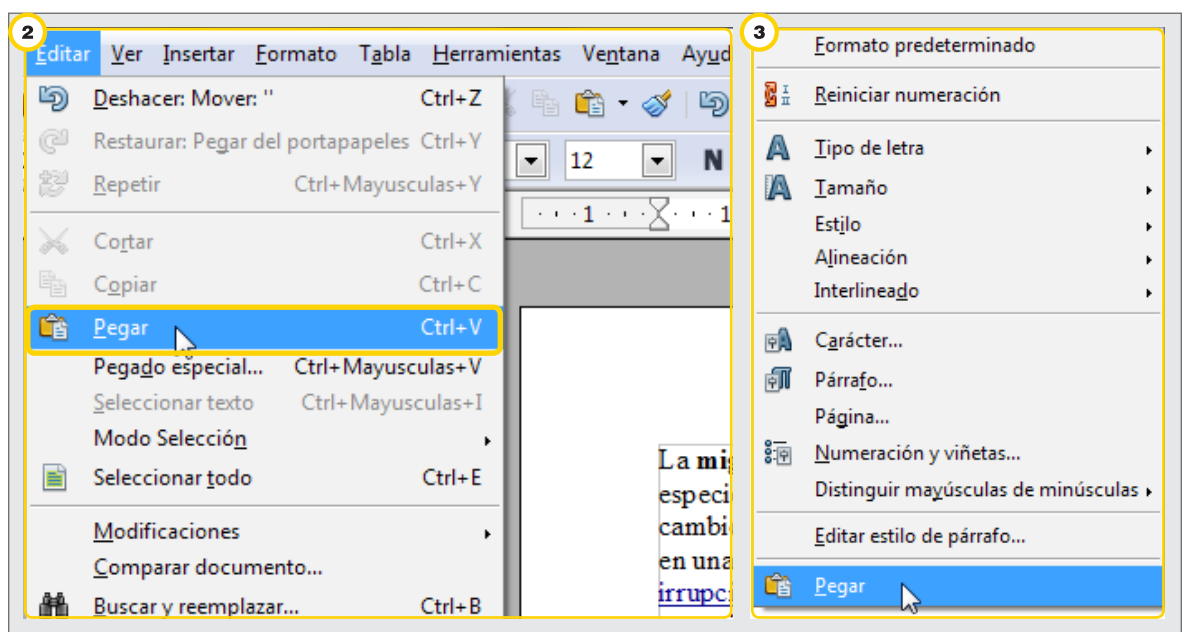 2
Editar Ver Insertar Formato Tabla Herramientas Ventana Ayud
Deshacer: Mover: '' Ctrl+Z
Restaurar: Pegar del portapapeles Ctrl+Y
Repetir Ctrl+Mayusculas+Y
Cortar Ctrl+X
Copiar Ctrl+C
Pegar Ctrl+V
Pegado especial... Ctrl+Mayusculas+V
Seleccionar texto Ctrl+Mayusculas+I
Modo Selección
Seleccionar todo Ctrl+E
Modificaciones
Comparar documento...
Buscar y reemplazar... Ctrl+B
12 N
1 1
La mi
especi
cambi
en una
irrupc
3
Formato predeterminado
Reiniciar numeración
Tipo de letra
Tamaño
Estilo
Alineación
Interlineado
Carácter...
Párrafo...
Página...
Numeración y viñetas...
Distinguir mayúsculas de minúsculas
Editar estilo de párrafo...
Pegar